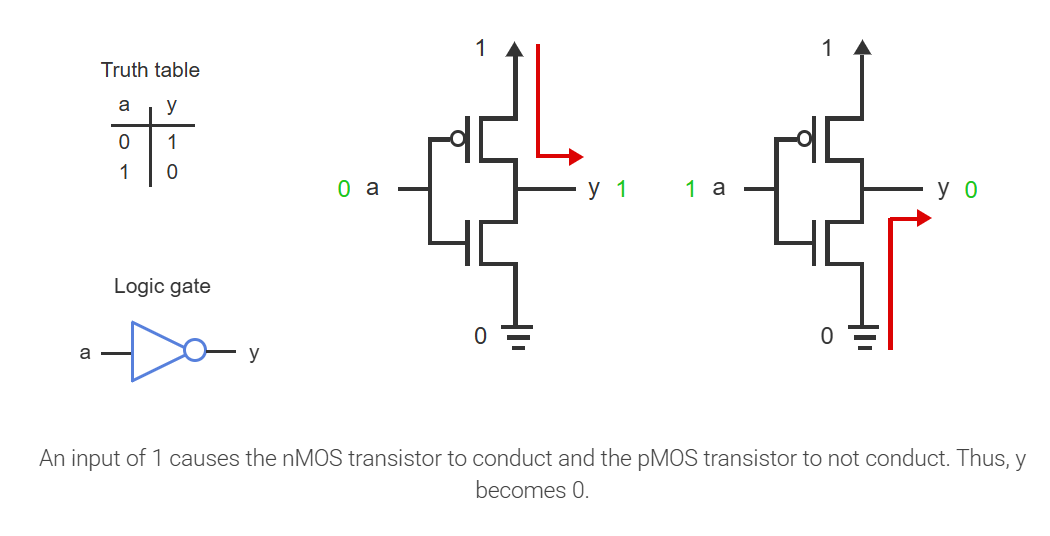 Truth table
a y
0 1
1 0
Logic gate
a y
1
0 a y 1
0
1
1 a y 0
0
An input of 1 causes the nMOS transistor to conduct and the pMOS transistor to not conduct. Thus, y
becomes 0.